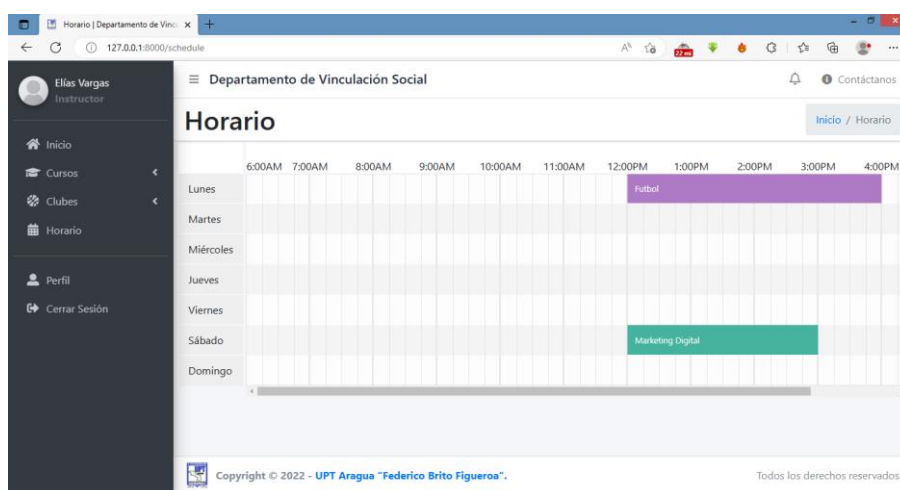 Horario | Departamento de Vincu
127.0.0.1:8000/schedule
22 mi
Elías Vargas
Instructor
Departamento de Vinculación Social
Contáctanos
Horario
Inicio / Horario
Inicio
Cursos
Clubes
Horario
Perfil
Cerrar Sesión
6:00AM 7:00AM 8:00AM 9:00AM 10:00AM 11:00AM 12:00PM 1:00PM 2:00PM 3:00PM 4:00PM
Lunes Futbol
Martes
Miércoles
Jueves
Viernes
Sábado Marketing Digital
Domingo
Copyright © 2022 - UPT Aragua "Federico Brito Figueroa". Todos los derechos reservados